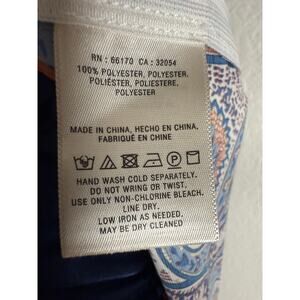 RN : 66170 CA : 32054
100% POLYESTER, POLYESTER,
POLIÉSTER, POLIESTERE,
POLYESTER
MADE IN CHINA, HECHO EN CHINA,
FABRIQUÉ EN CHINE
HAND WASH COLD SEPARATELY.
DO NOT WRING OR TWIST.
USE ONLY NON-CHLORINE BLEACH.
LINE DRY.
LOW IRON AS NEEDED.
MAY BE DRY CLEANED